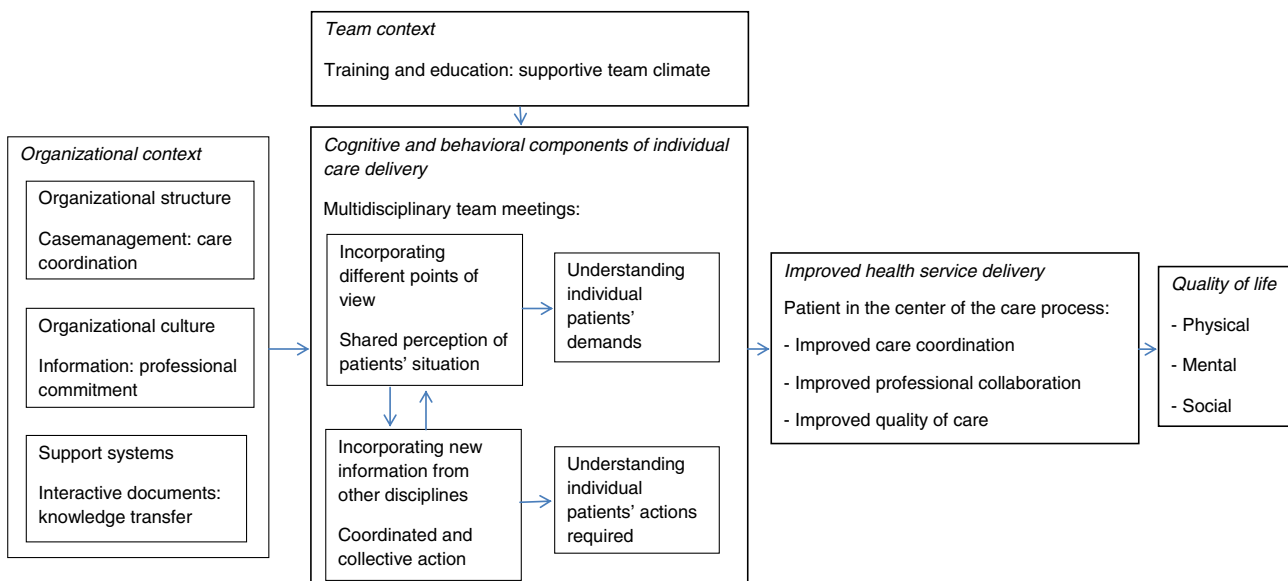 Team context
Training and education: supportive team climate
Organizational context
Organizational structure
Casemanagement: care
coordination
Organizational culture
Information: professional
commitment
Support systems
Interactive documents:
knowledge transfer
Cognitive and behavioral components of individual
care delivery
Multidisciplinary team meetings:
Incorporating
different points of
view
Shared perception of
patients’ situation
Understanding
individual
patients’
demands
Incorporating new
information from
other disciplines
Coordinated and
collective action
Understanding
individual
patients’ actions
required
Improved health service delivery
Patient in the center of the care process:
- Improved care coordination
- Improved professional collaboration
- Improved quality of care
Quality of life
- Physical
- Mental
- Social